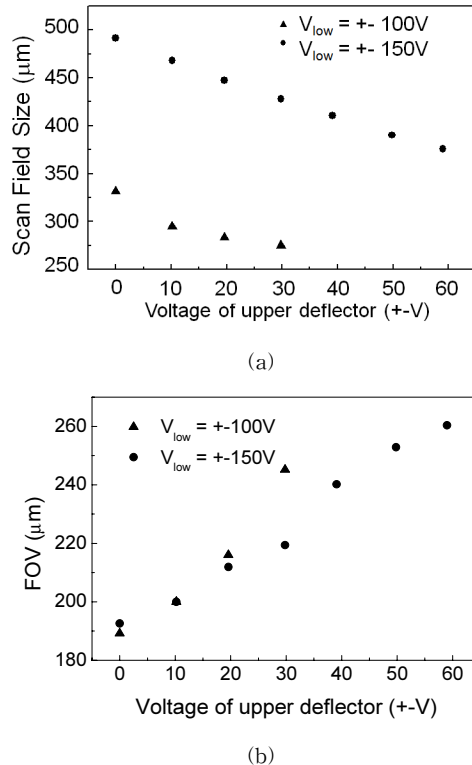 500
450
400
350
300
250
Scan Field Size (μm)
▲ V_low = +- 100V
● V_low = +- 150V
0 10 20 30 40 50 60
Voltage of upper deflector (+-V)
(a)
260
240
220
200
180
FOV (μm)
▲ V_low = +-100V
● V_low = +-150V
0 10 20 30 40 50 60
Voltage of upper deflector (+-V)
(b)